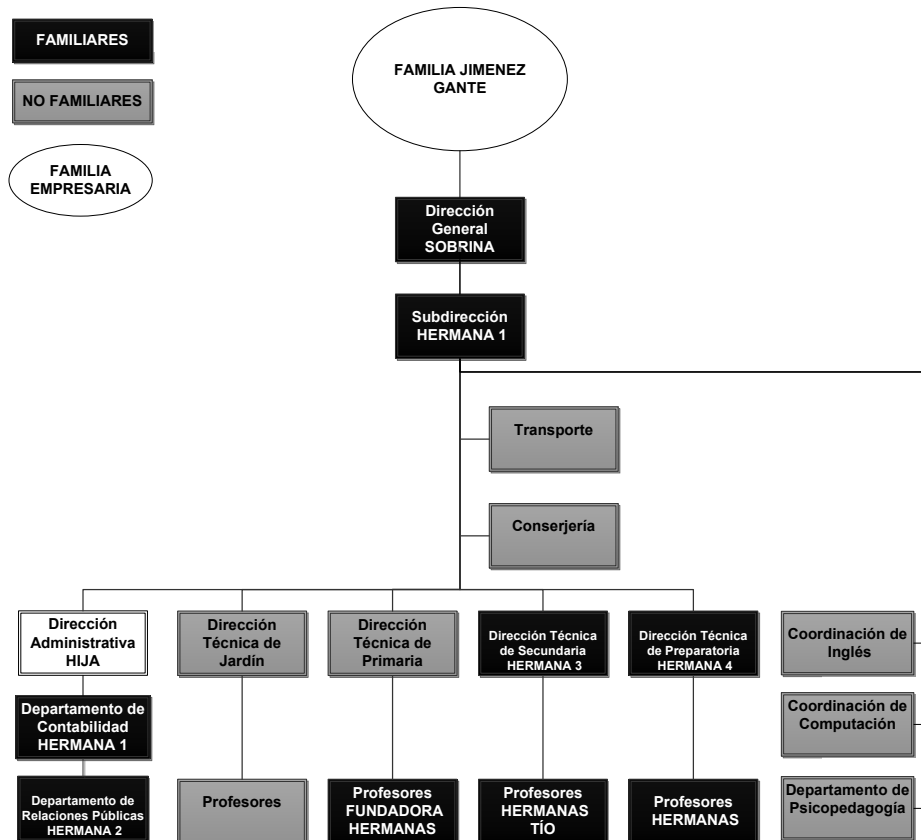 FAMILIARES
NO FAMILIARES
FAMILIA
EMPRESARIA
FAMILIA JIMENEZ
GANTE
Dirección
General
SOBRINA
Subdirección
HERMANA 1
Transporte
Conserjería
Dirección
Administrativa
HIJA
Dirección
Técnica de
Jardín
Dirección
Técnica de
Primaria
Dirección Técnica
de Secundaria
HERMANA 3
Dirección Técnica
de Preparatoria
HERMANA 4
Coordinación de
Inglés
Departamento de
Contabilidad
HERMANA 1
Coordinación de
Computación
Departamento de
Relaciones Públicas
HERMANA 2
Profesores
Profesores
FUNDADORA
HERMANAS
Profesores
HERMANAS
TÍO
Profesores
HERMANAS
Departamento de
Psicopedagogía